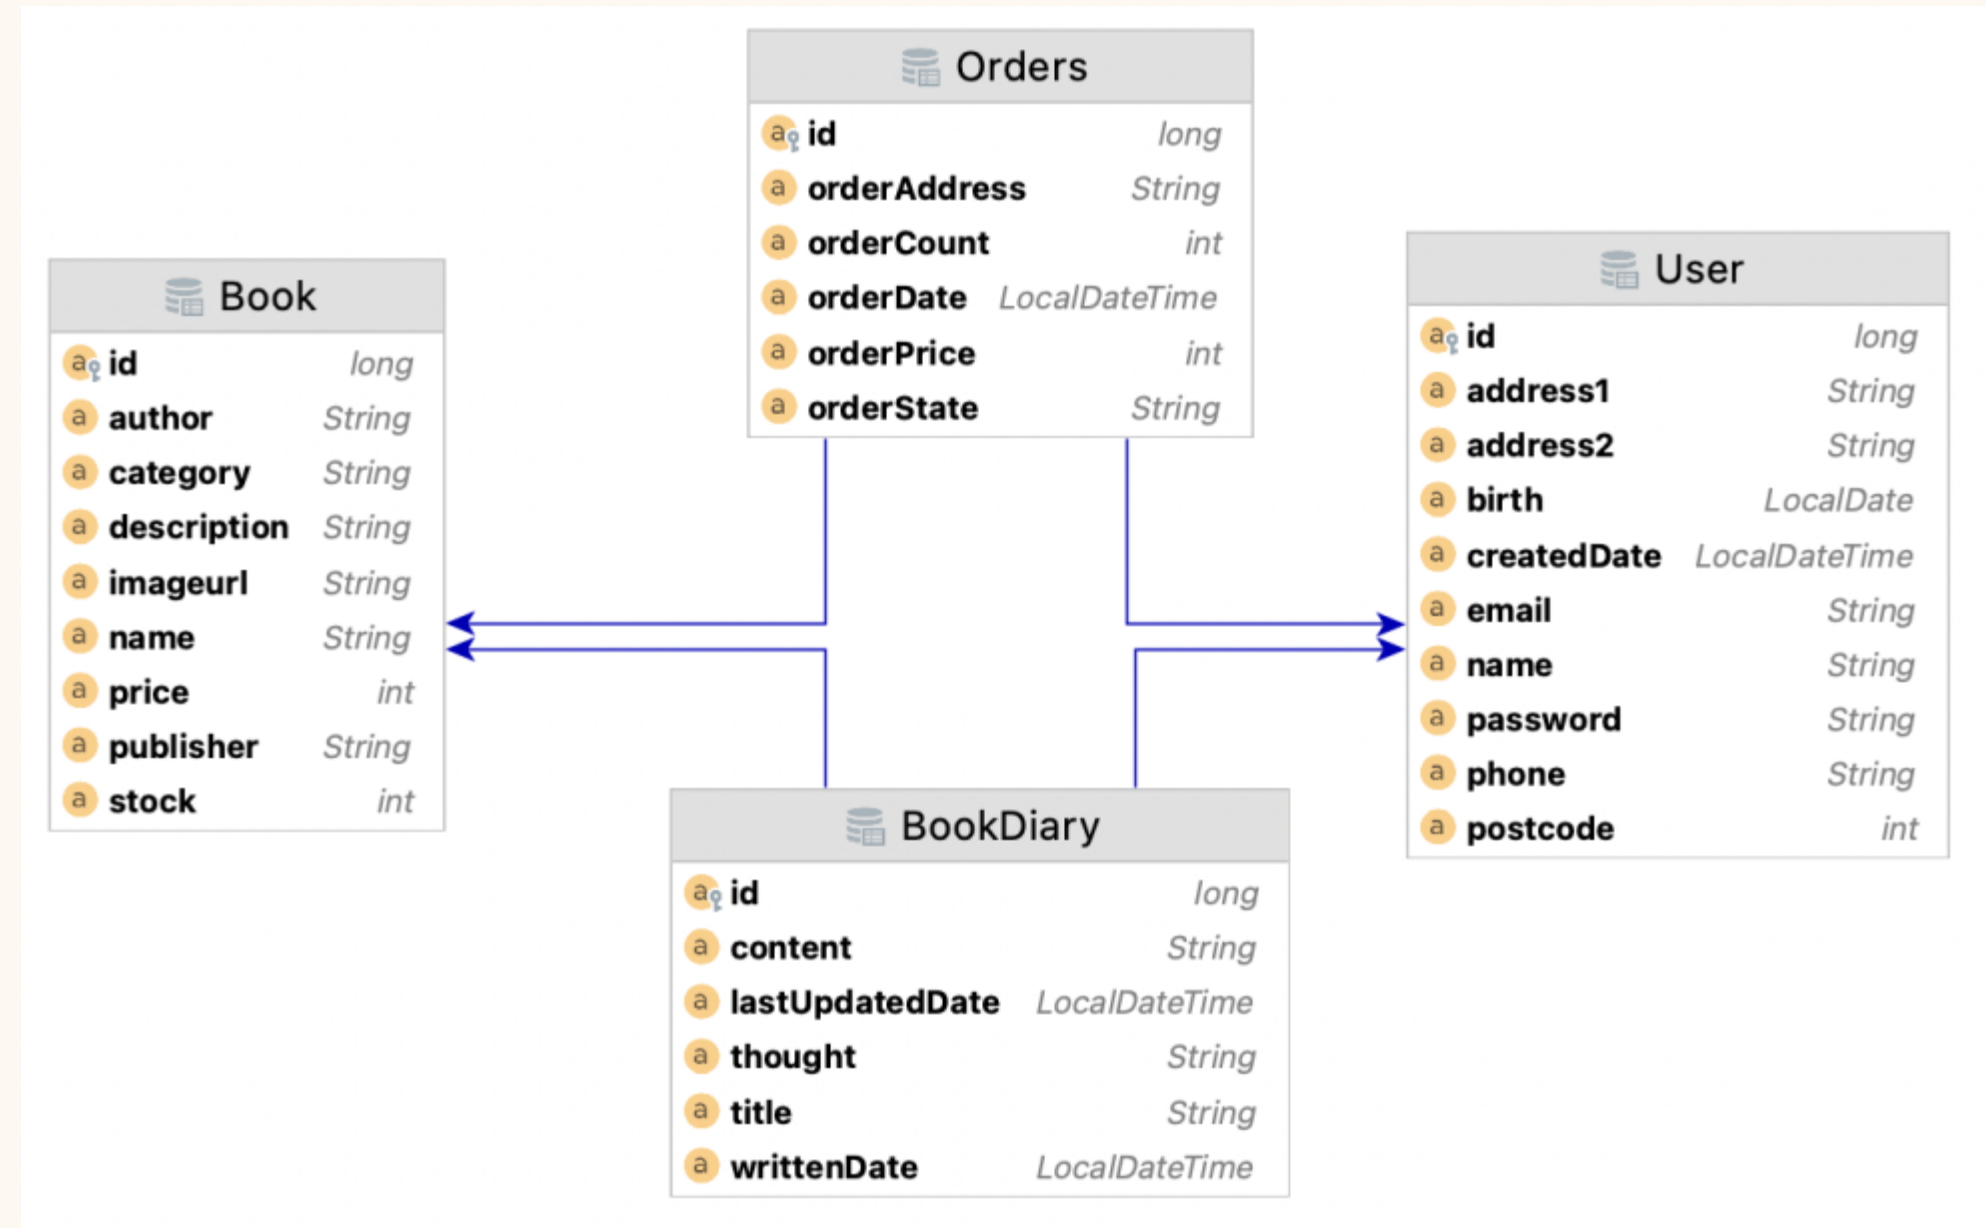 Orders
id long
orderAddress String
orderCount int
orderDate LocalDateTime
orderPrice int
orderState String
Book
id long
author String
category String
description String
imageurl String
name String
price int
publisher String
stock int
User
id long
address1 String
address2 String
birth LocalDate
createdDate LocalDateTime
email String
name String
password String
phone String
postcode int
BookDiary
id long
content String
lastUpdatedDate LocalDateTime
thought String
title String
writtenDate LocalDateTime